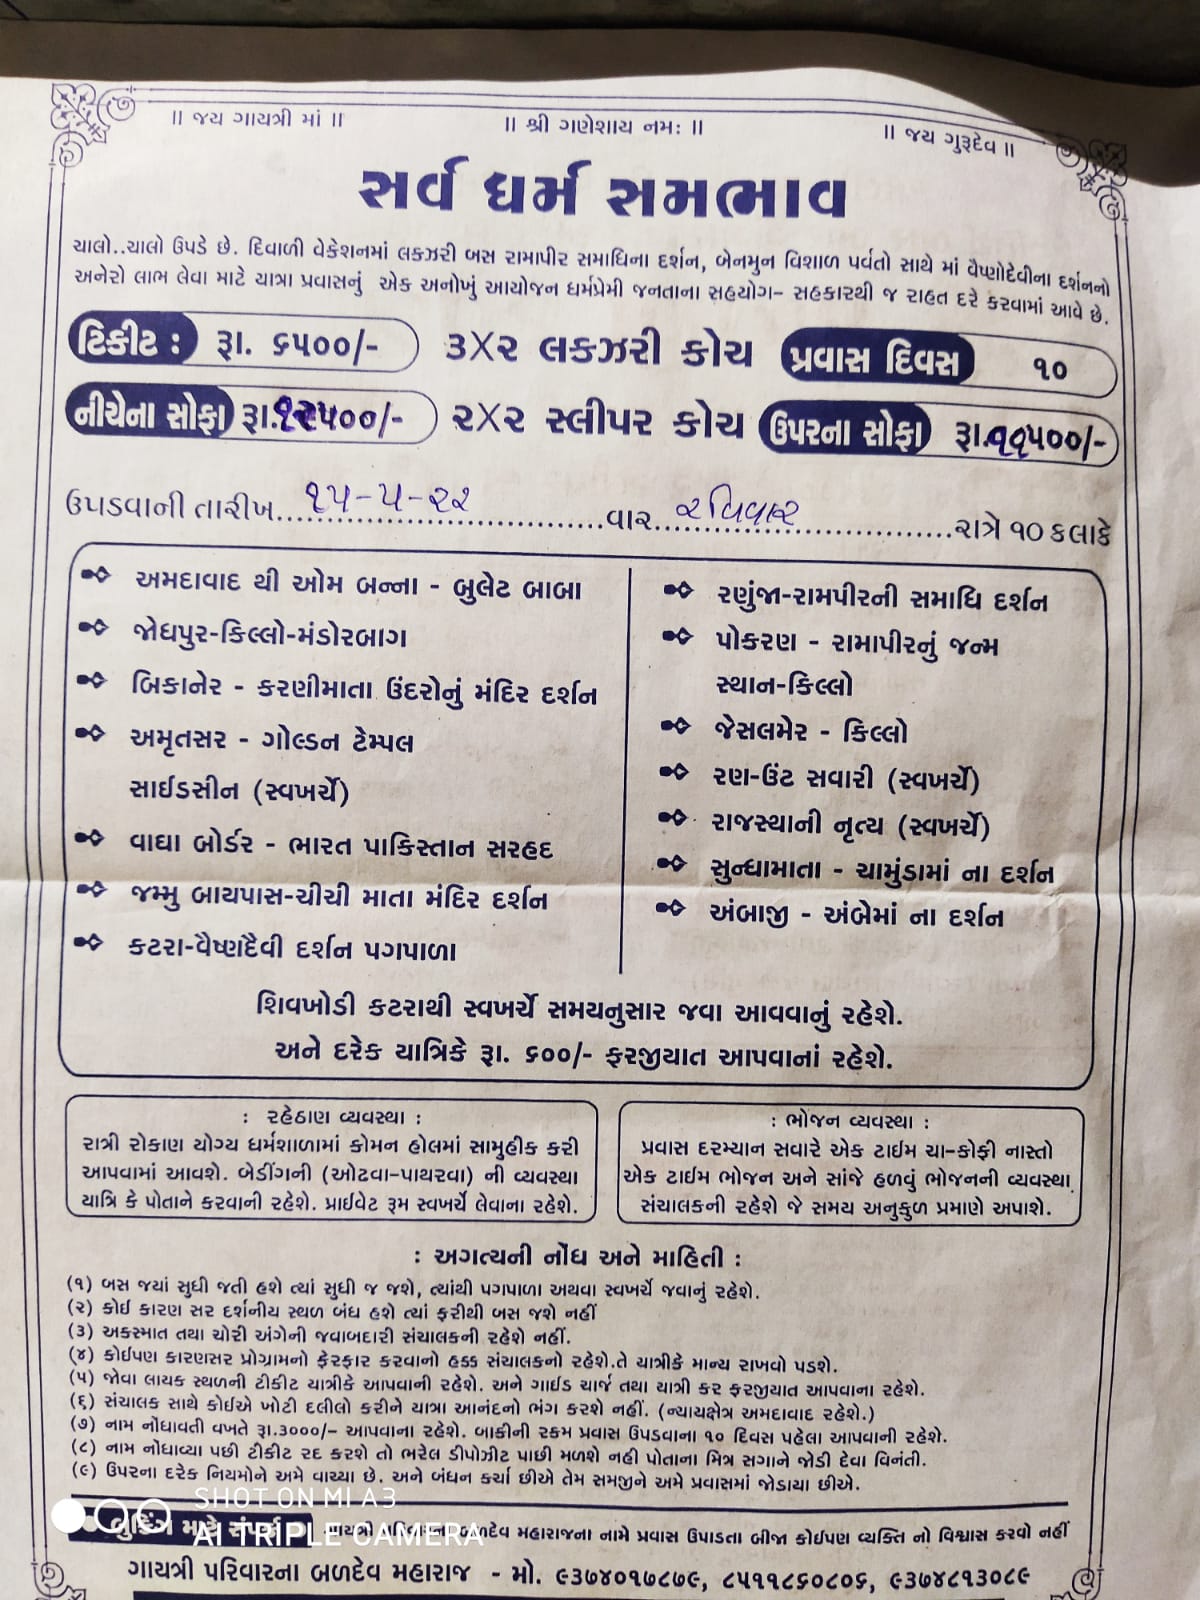 ॥ જય ગાયત્રી માં ॥ ॥ શ્રી ગણેશાય નમઃ ॥ ॥ જય ગુરૂદેવ ॥
સર્વ ધર્મ સમભાવ
ચાલો..ચાલો ઉપડે છે. દિવાળી વેકેશનમાં લક્ઝરી બસ રામાપીર સમાધિના દર્શન, બેનમુન વિશાળ પર્વતો સાથે માં વૈષ્ણોદેવીના દર્શનનો
અનેરો લાભ લેવા માટે યાત્રા પ્રવાસનું એક અનોખું આયોજન ધર્મપ્રેમી જનતાના સહયોગ- સહકારથી જ રાહત દરે કરવામાં આવે છે.
ટિકીટ : રૂા. ૬૫૦૦/- ૩X૨ લક્ઝરી કોચ પ્રવાસ દિવસ ૧૦
નીચેના સોફા રૂા.૧૨૫૦૦/- ૨X૨ સ્લીપર કોચ ઉપરના સોફા રૂા.૧૧૫૦૦/-
ઉપડવાની તારીખ ૧૫-૫-૨૨ વાર રવિવાર રાત્રે ૧૦ કલાકે
અમદાવાદ થી ઓમ બન્ના - બુલેટ બાબા
જોધપુર-કિલ્લો-મંડોરબાગ
બિકાનેર - કરણીમાતા ઉંદરોનું મંદિર દર્શન
અમૃતસર - ગોલ્ડન ટેમ્પલ
સાઈડસીન (સ્વખર્ચે)
વાઘા બોર્ડર - ભારત પાકિસ્તાન સરહદ
જમ્મુ બાયપાસ-ચીચી માતા મંદિર દર્શન
કટરા-વૈષ્ણદૈવી દર્શન પગપાળા
રણુંજા-રામપીરની સમાધિ દર્શન
પોકરણ - રામાપીરનું જન્મ
સ્થાન-કિલ્લો
જેસલમેર - કિલ્લો
રણ-ઉંટ સવારી (સ્વખર્ચે)
રાજસ્થાની નૃત્ય (સ્વખર્ચે)
સુન્ધામાતા - ચામુંડામાં ના દર્શન
અંબાજી - અંબેમાં ના દર્શન
શિવખોડી કટરાથી સ્વખર્ચે સમયનુસાર જવા આવવાનું રહેશે.
અને દરેક યાત્રિકે રૂા. ૬૦૦/- ફરજીયાત આપવાનાં રહેશે.
: રહેઠાણ વ્યવસ્થા :
રાત્રી રોકાણ યોગ્ય ધર્મશાળામાં કોમન હોલમાં સામુહીક કરી
આપવામાં આવશે. બેડીંગની (ઓઢવા-પાથરવા) ની વ્યવસ્થા
યાત્રિ કે પોતાને કરવાની રહેશે. પ્રાઈવેટ રૂમ સ્વખર્ચે લેવાના રહેશે.
: ભોજન વ્યવસ્થા :
પ્રવાસ દરમ્યાન સવારે એક ટાઈમ ચા-કોફી નાસ્તો
એક ટાઈમ ભોજન અને સાંજે હળવું ભોજનની વ્યવસ્થા
સંચાલકની રહેશે જે સમય અનુકુળ પ્રમાણે અપાશે.
: અગત્યની નોંધ અને માહિતી :
(૧) બસ જયાં સુધી જતી હશે ત્યાં સુધી જ જશે, ત્યાંથી પગપાળા અથવા સ્વખર્ચે જવાનું રહેશે.
(૨) કોઈ કારણ સર દર્શનીય સ્થળ બંધ હશે ત્યાં ફરીથી બસ જશે નહીં
(૩) અકસ્માત તથા ચોરી અંગેની જવાબદારી સંચાલકની રહેશે નહીં.
(૪) કોઈપણ કારણસર પ્રોગ્રામનો ફેરફાર કરવાનો હક્ક સંચાલકનો રહેશે.તે યાત્રીકે માન્ય રાખવો પડશે.
(૫) જોવા લાયક સ્થળની ટીકીટ યાત્રીકે આપવાની રહેશે. અને ગાઈડ ચાર્જ તથા યાત્રી કર ફરજીયાત આપવાના રહેશે.
(૬) સંચાલક સાથે કોઈએ ખોટી દલીલો કરીને યાત્રા આનંદનો ભંગ કરશે નહીં. (ન્યાયક્ષેત્ર અમદાવાદ રહેશે.)
(૭) નામ નોંધાવતી વખતે રૂા.૩૦૦૦/- આપવાના રહેશે. બાકીની રકમ પ્રવાસ ઉપડવાના ૧૦ દિવસ પહેલા આપવાની રહેશે.
(૮) નામ નોધાવ્યા પછી ટીકીટ રદ કરશે તો ભરેલ ડીપોઝીટ પાછી મળશે નહી પોતાના મિત્ર સગાને જોડી દેવા વિનંતી.
(૯) ઉપરના દરેક નિયમોને અમે વાચ્યા છે. અને બંધન કર્યા છીએ તેમ સમજીને અમે પ્રવાસમાં જોડાયા છીએ.
બુકિંગ માટે સંપર્ક ગાયત્રી પરિવારના બળદેવ મહારાજના નામે પ્રવાસ ઉપાડતા બીજા કોઈપણ વ્યક્તિ નો વિશ્વાસ કરવો નહીં
ગાયત્રી પરિવારના બળદેવ મહારાજ - મો. ૯૩૭૪૦૧૭૮૭૯, ૮૫૧૧૮૬૦૮૦૬, ૯૩૭૪૮૧૩૦૮૯
SHOT ON MI A3
AI TRIPLE CAMERA